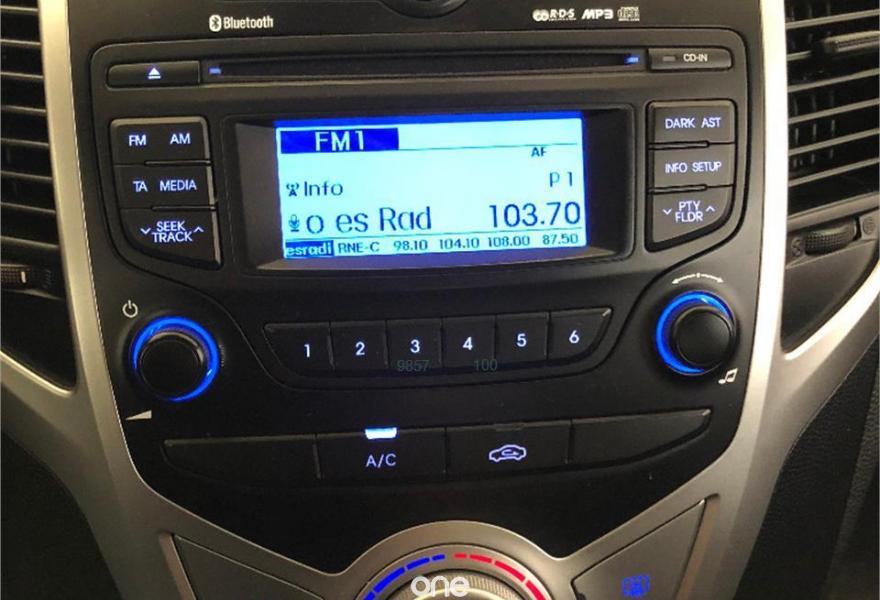 Bluetooth
R·D·S MP3
CD-IN
FM AM
DARK AST
FM1
AF
TA MEDIA
INFO SETUP
Info P1
SEEK
TRACK
PTY
FLDR
o es Rad 103.70
esradi RNE-C 98.10 104.10 108.00 87.50
1 2 3 4 5 6
9857 100
A/C
one